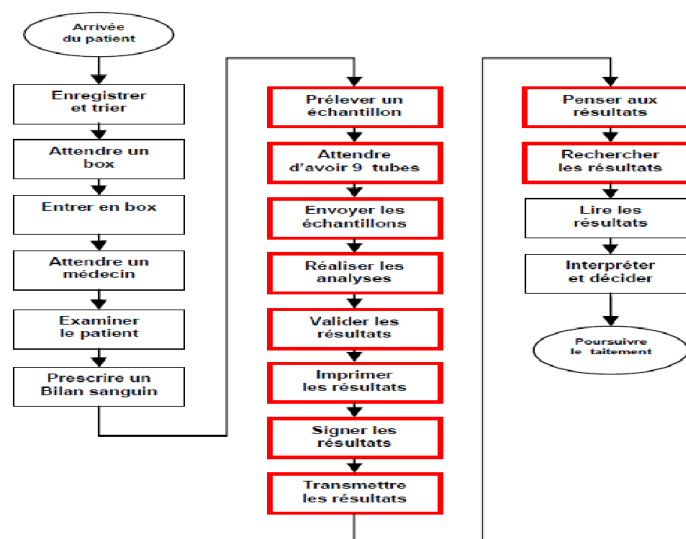 Arrivée
du patient
Enregistrer
et trier
Attendre un
box
Entrer en box
Attendre un
médecin
Examiner
le patient
Prescrire un
Bilan sanguin
Prélever un
échantillon
Attendre
d'avoir 9 tubes
Envoyer les
échantillons
Réaliser les
analyses
Valider les
résultats
Imprimer
les résultats
Signer les
résultats
Transmettre
les résultats
Penser aux
résultats
Rechercher
les résultats
Lire les
résultats
Interpréter
et décider
Poursuivre
le taitement